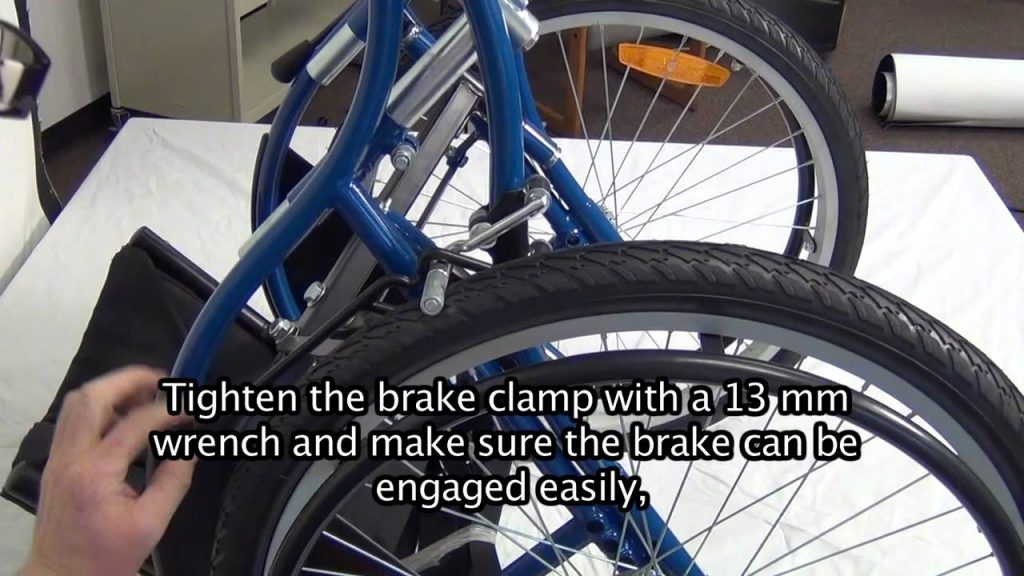 Tighten the brake clamp with a 13 mm
wrench and make sure the brake can be
engaged easily,